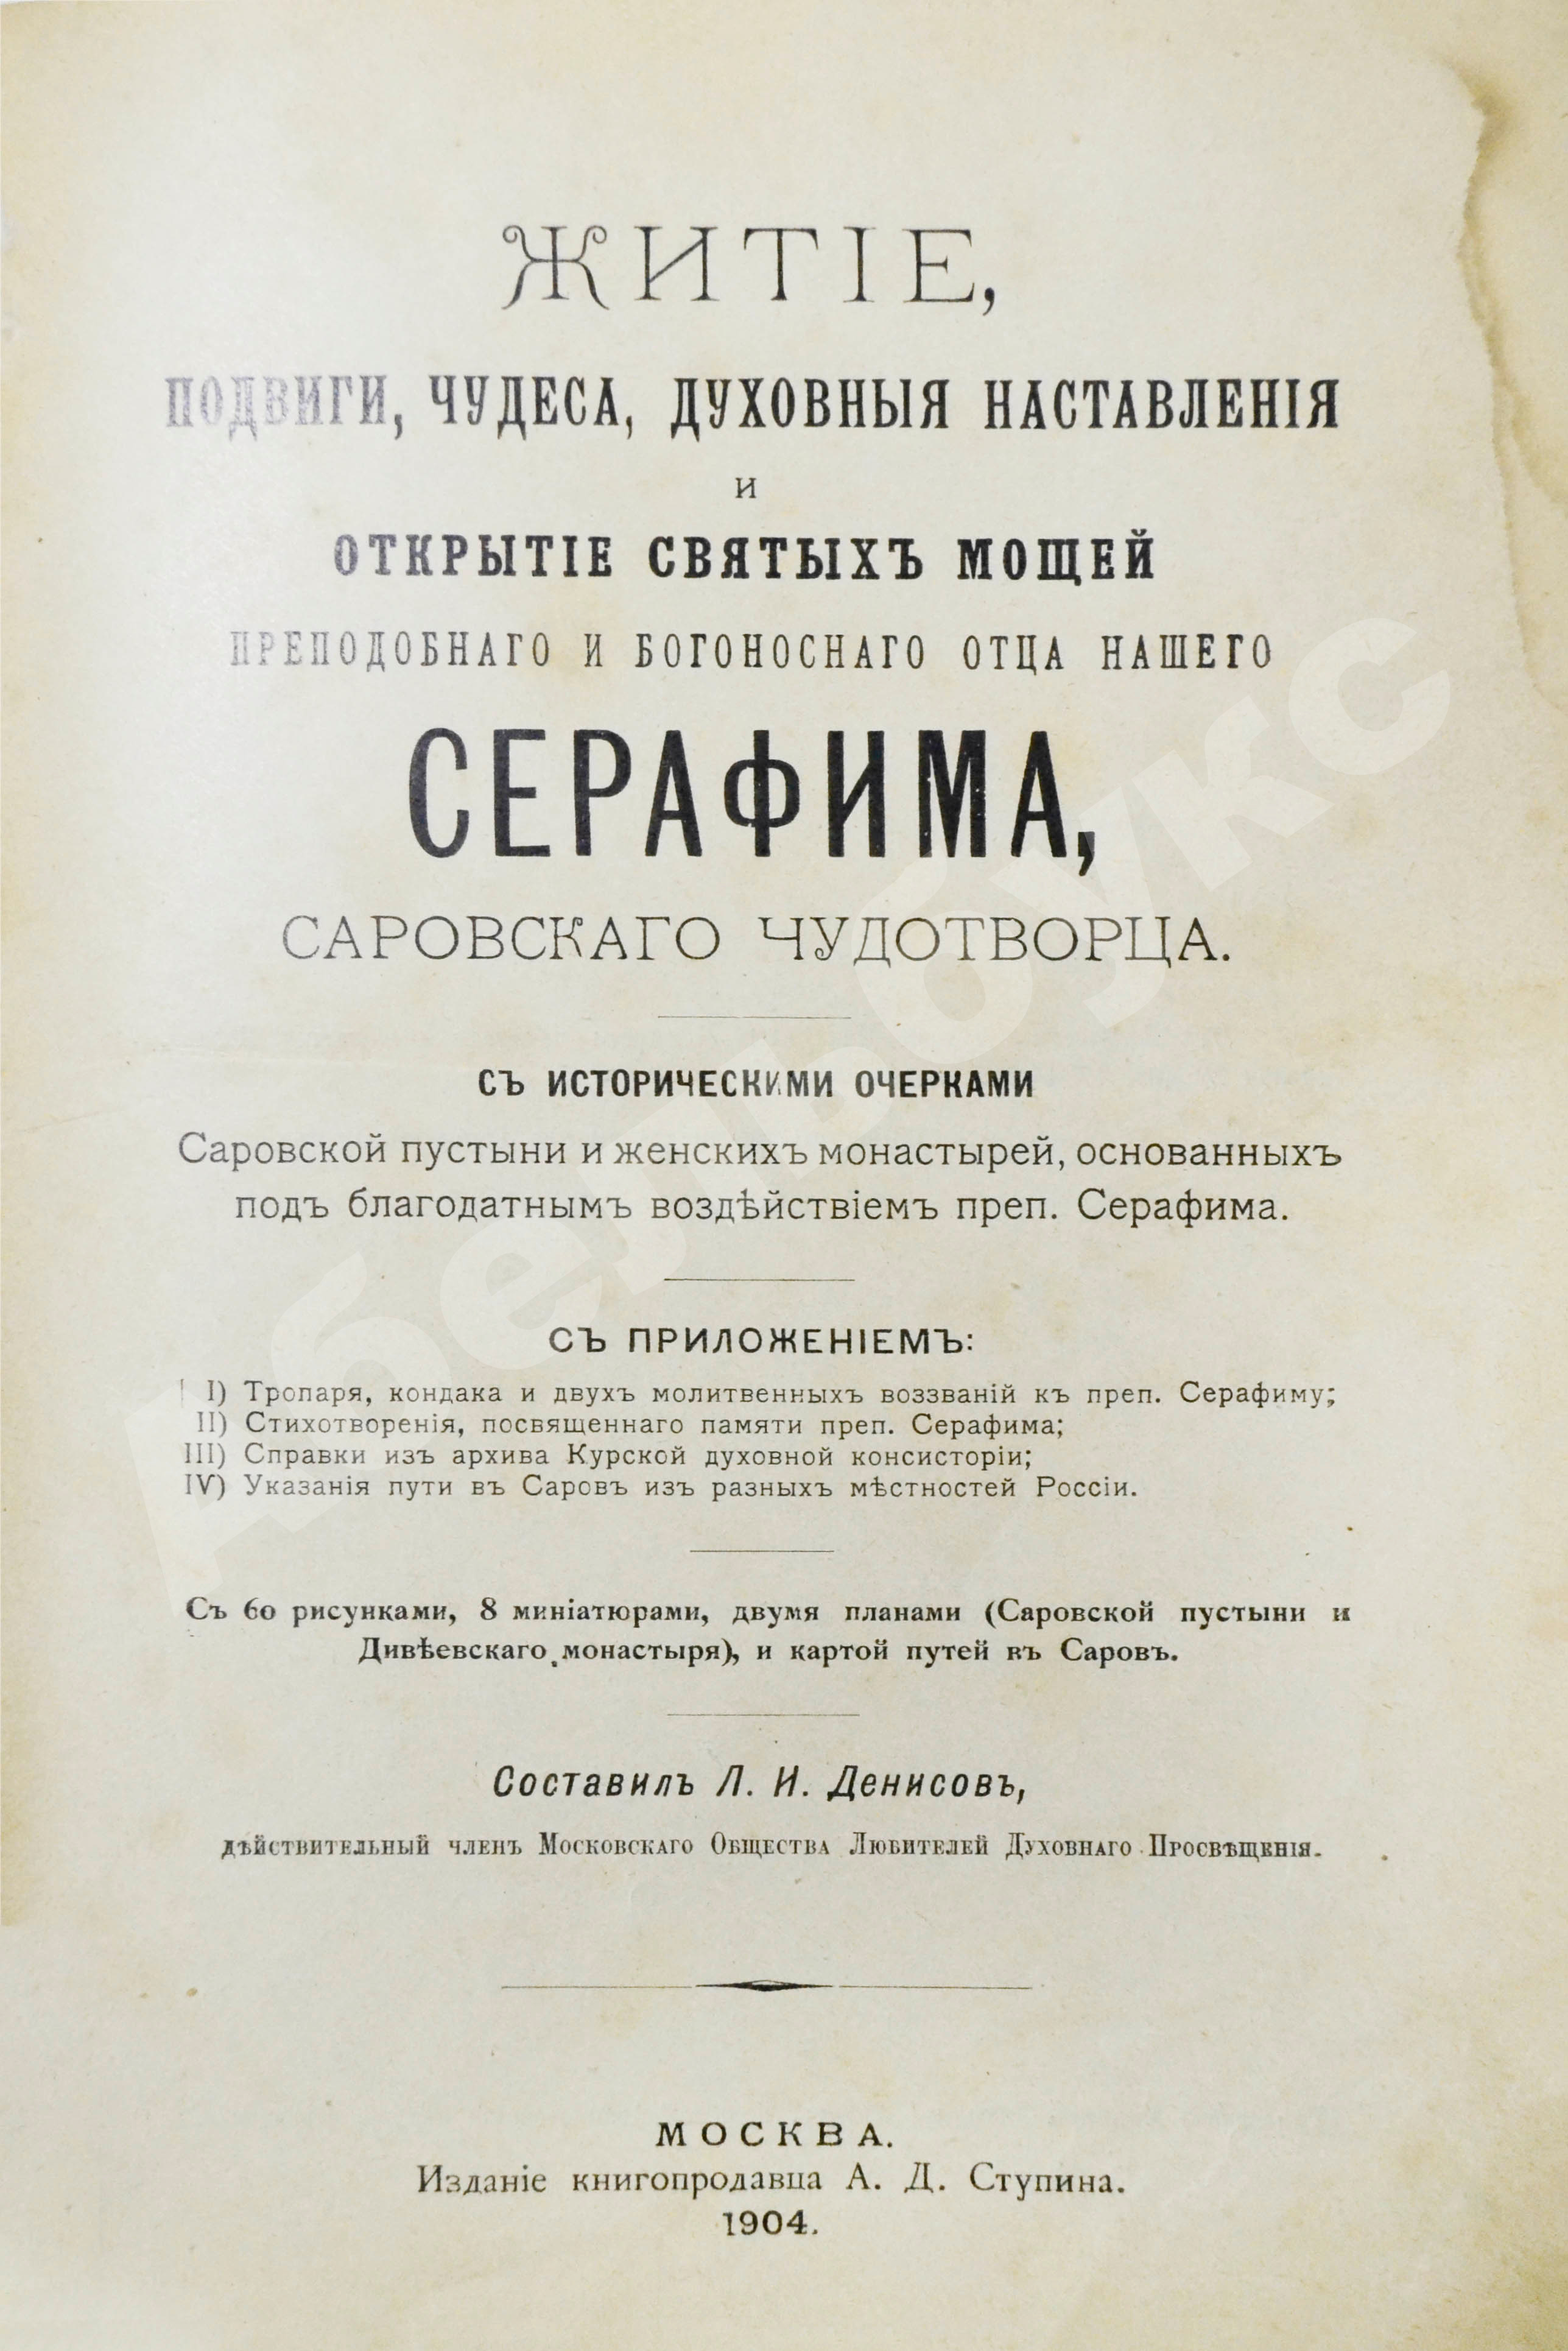 ЖИТІЕ,
ПОДВИГИ, ЧУДЕСА, ДУХОВНЫЯ НАСТАВЛЕНІЯ
И
ОТКРЫТІЕ СВЯТЫХЪ МОЩЕЙ
ПРЕПОДОБНАГО И БОГОНОСНАГО ОТЦА НАШЕГО
СЕРАФИМА,
САРОВСКАГО ЧУДОТВОРЦА.
СЪ ИСТОРИЧЕСКИМИ ОЧЕРКАМИ
Саровской пустыни и женскихъ монастырей, основанныхъ
подъ благодатнымъ воздѣйствіемъ преп. Серафима.
СЪ ПРИЛОЖЕНІЕМЪ:
I) Тропаря, кондака и двухъ молитвенныхъ воззваній къ преп. Серафиму;
II) Стихотворенія, посвященнаго памяти преп. Серафима;
III) Справки изъ архива Курской духовной консисторіи;
IV) Указанія пути въ Саровъ изъ разныхъ мѣстностей Россіи.
Съ 60 рисунками, 8 миніатюрами, двумя планами (Саровской пустыни и
Дивѣевскаго монастыря), и картой путей въ Саровъ.
Составилъ Л. И. Денисовъ,
дѣйствительный членъ Московскаго Общества Любителей Духовнаго Просвѣщенія.
МОСКВА.
Изданіе книгопродавца А. Д. Ступина.
1904.
Абельбукс